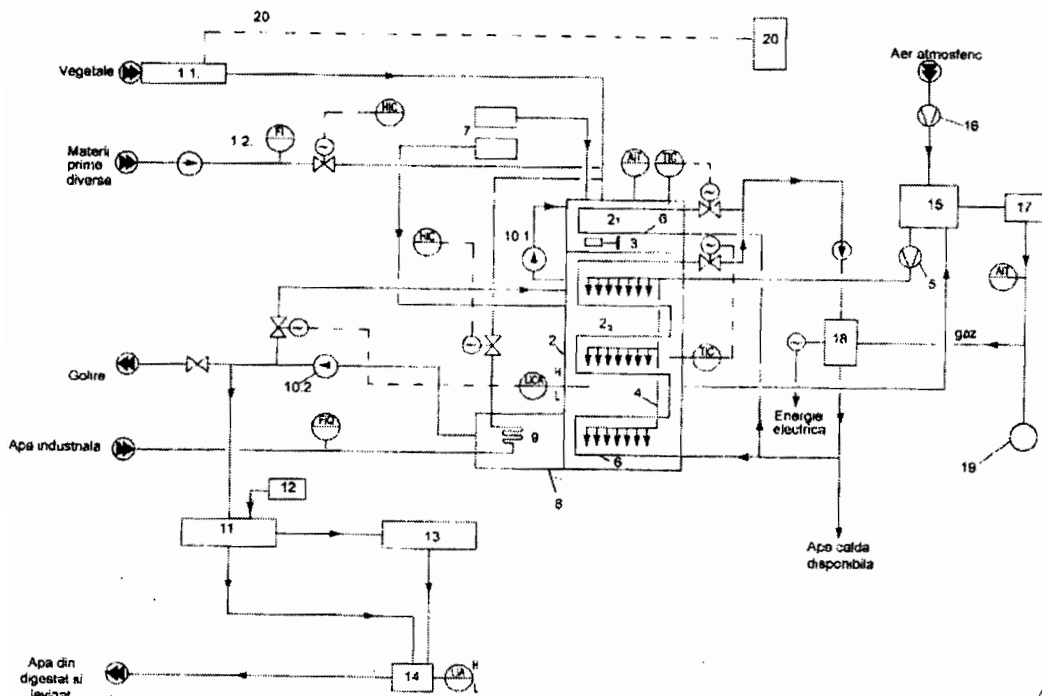 20
20
Vegetale
1 1.
Aer atmosferic
16
HIC
7
FI
1 2.
Materii
prime
diverse
AIT
TIC
15
17
2₁
6
3
10 1
HIC
5
AIT
2₂
2
18
gaz
Golire
10.2
TIC
H
L
LICA
4
Energie
electrica
19
FIQ
9
Apa industriala
6
8
12
11
13
Apa calda
disponibila
Apa din
digestat si
levigat
14
LIA
H
L